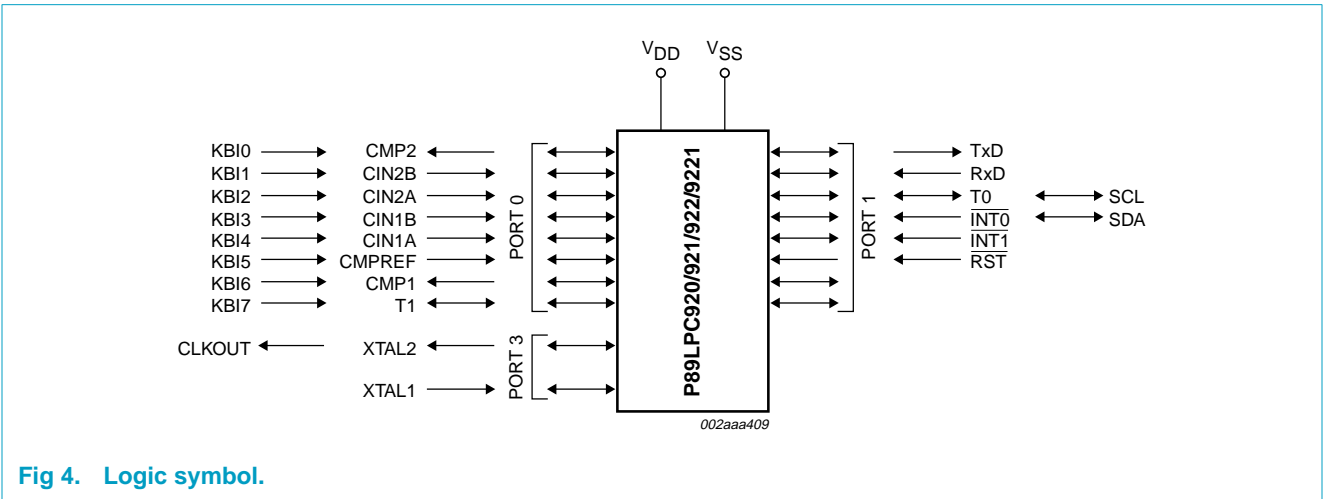 VDD VSS
KBI0 CMP2 TxD
KBI1 CIN2B RxD
KBI2 CIN2A T0 SCL
KBI3 CIN1B INT0 SDA
KBI4 CIN1A INT1
KBI5 CMPREF RST
KBI6 CMP1
KBI7 T1
PORT 0
P89LPC920/921/922/9221
PORT 1
CLKOUT XTAL2
XTAL1
PORT 3
002aaa409
Fig 4. Logic symbol.